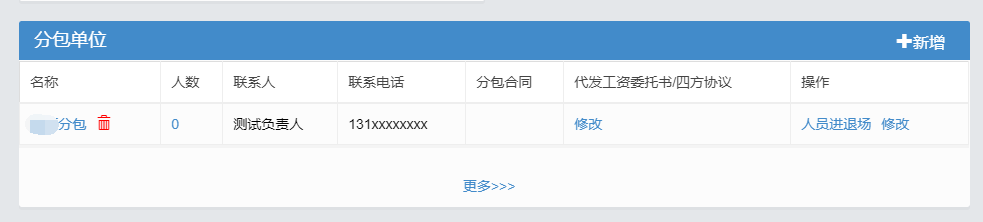 分包单位
新增
名称 人数 联系人 联系电话 分包合同 代发工资委托书/四方协议 操作
分包 0 测试负责人 131xxxxxxxx 修改 人员进退场 修改
更多>>>